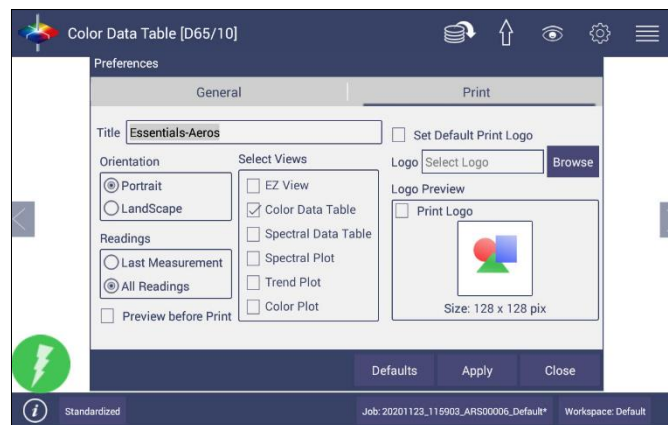 Color Data Table [D65/10]
Preferences
General
Print
Title
Essentials-Aeros
Orientation
Portrait
LandScape
Readings
Last Measurement
All Readings
Preview before Print
Select Views
EZ View
Color Data Table
Spectral Data Table
Spectral Plot
Trend Plot
Color Plot
Set Default Print Logo
Logo
Select Logo
Browse
Logo Preview
Print Logo
Size: 128 x 128 pix
Defaults
Apply
Close
i
Standardized
Job: 20201123_115903_ARS00006_Default*
Workspace: Default